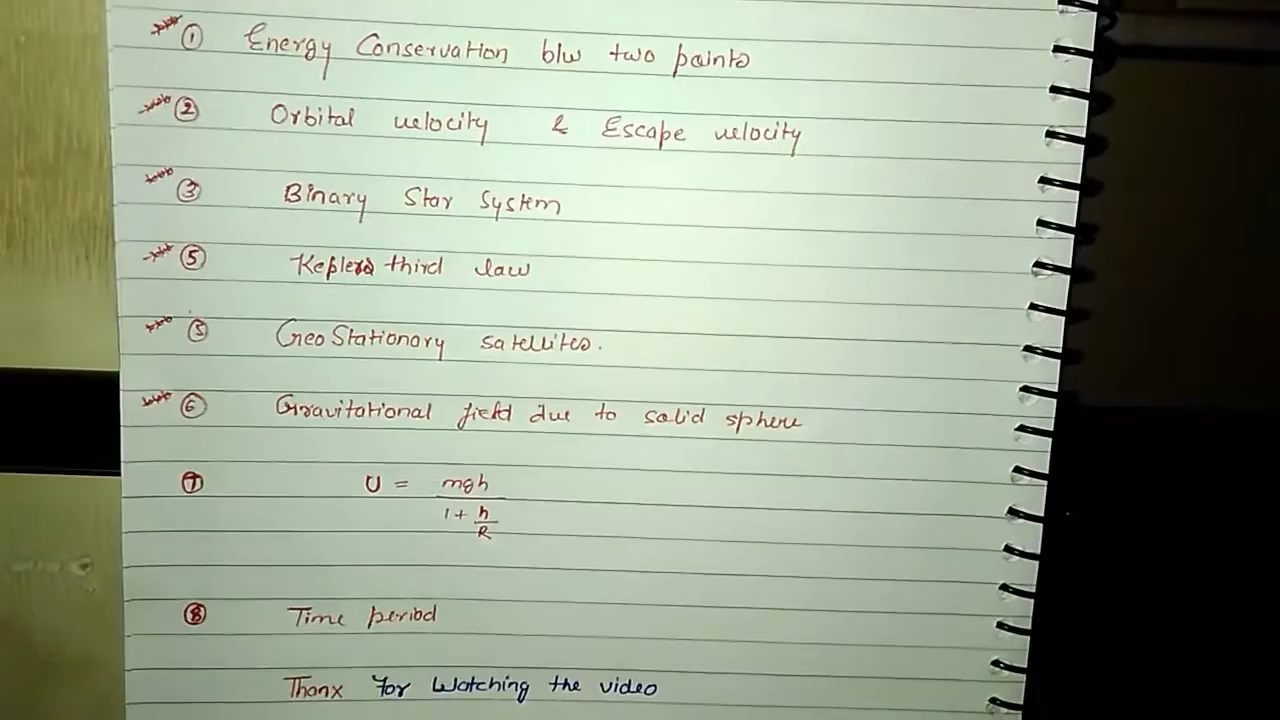 *** ① Energy Conservation b/w two points
*** ② Orbital velocity & Escape velocity
*** ③ Binary Star System
*** ⑤ Keplers third law
*** ⑤ Geo Stationary satellites.
*** ⑥ Gravitational field due to solid sphere
⑦ U = mgh / (1 + h/R)
⑧ Time period
Thanx For Watching the video